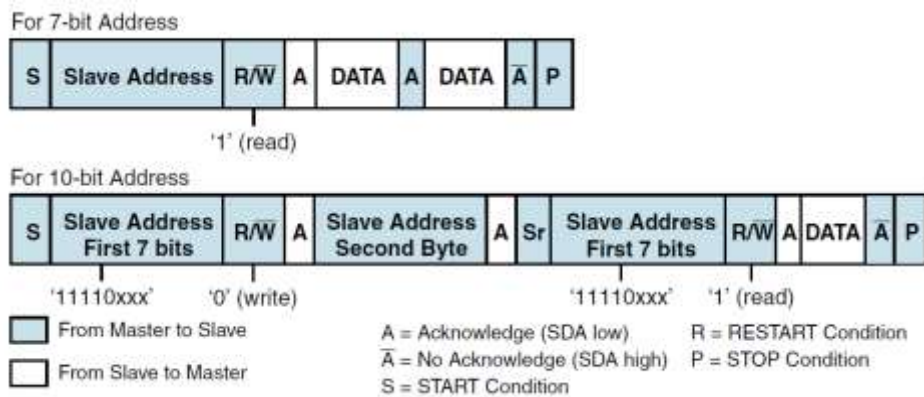 For 7-bit Address
S Slave Address R/W̅ A DATA A DATA A̅ P
'1' (read)
For 10-bit Address
S Slave Address First 7 bits R/W̅ A Slave Address Second Byte A Sr Slave Address First 7 bits R/W̅ A DATA A̅ P
'11110xxx' '0' (write) '11110xxx' '1' (read)
From Master to Slave
From Slave to Master
A = Acknowledge (SDA low)
A̅ = No Acknowledge (SDA high)
S = START Condition
R = RESTART Condition
P = STOP Condition